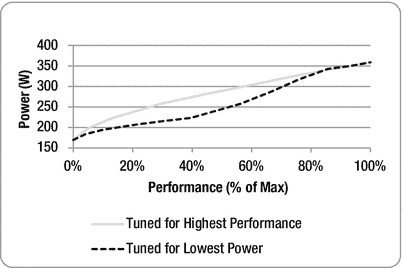 400
350
300
250
200
150
Power (W)
0% 20% 40% 60% 80% 100%
Performance (% of Max)
Tuned for Highest Performance
Tuned for Lowest Power